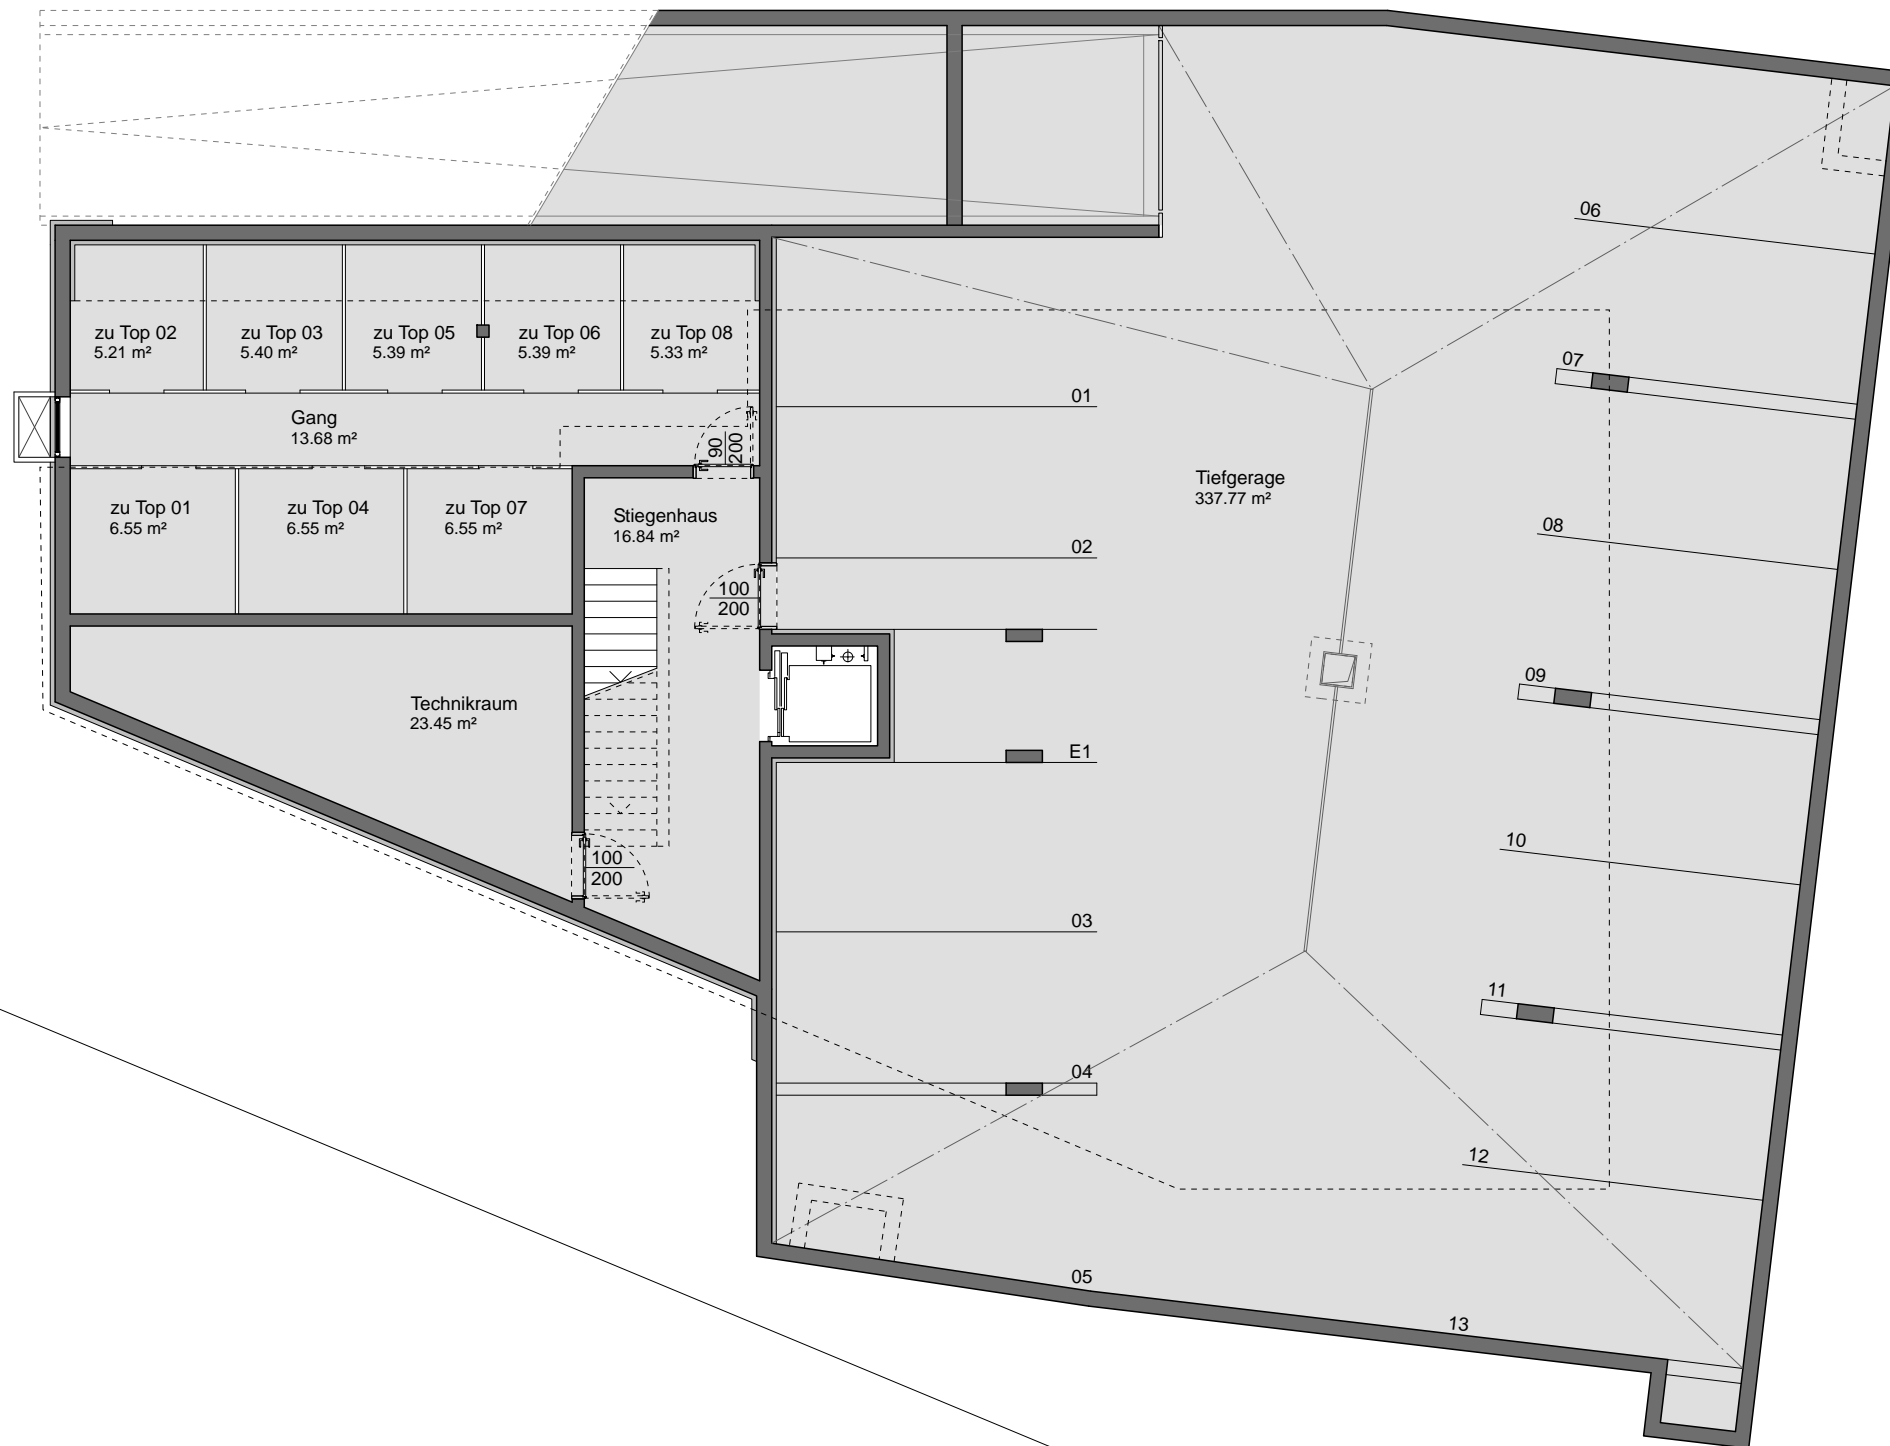 06
zu Top 02
5.21 m²
zu Top 03
5.40 m²
zu Top 05
5.39 m²
zu Top 06
5.39 m²
zu Top 08
5.33 m²
07
01
Gang
13.68 m²
90
200
Tiefgerage
337.77 m²
zu Top 01
6.55 m²
zu Top 04
6.55 m²
zu Top 07
6.55 m²
Stiegenhaus
16.84 m²
08
02
100
200
09
Technikraum
23.45 m²
E1
10
100
200
03
11
04
12
05
13